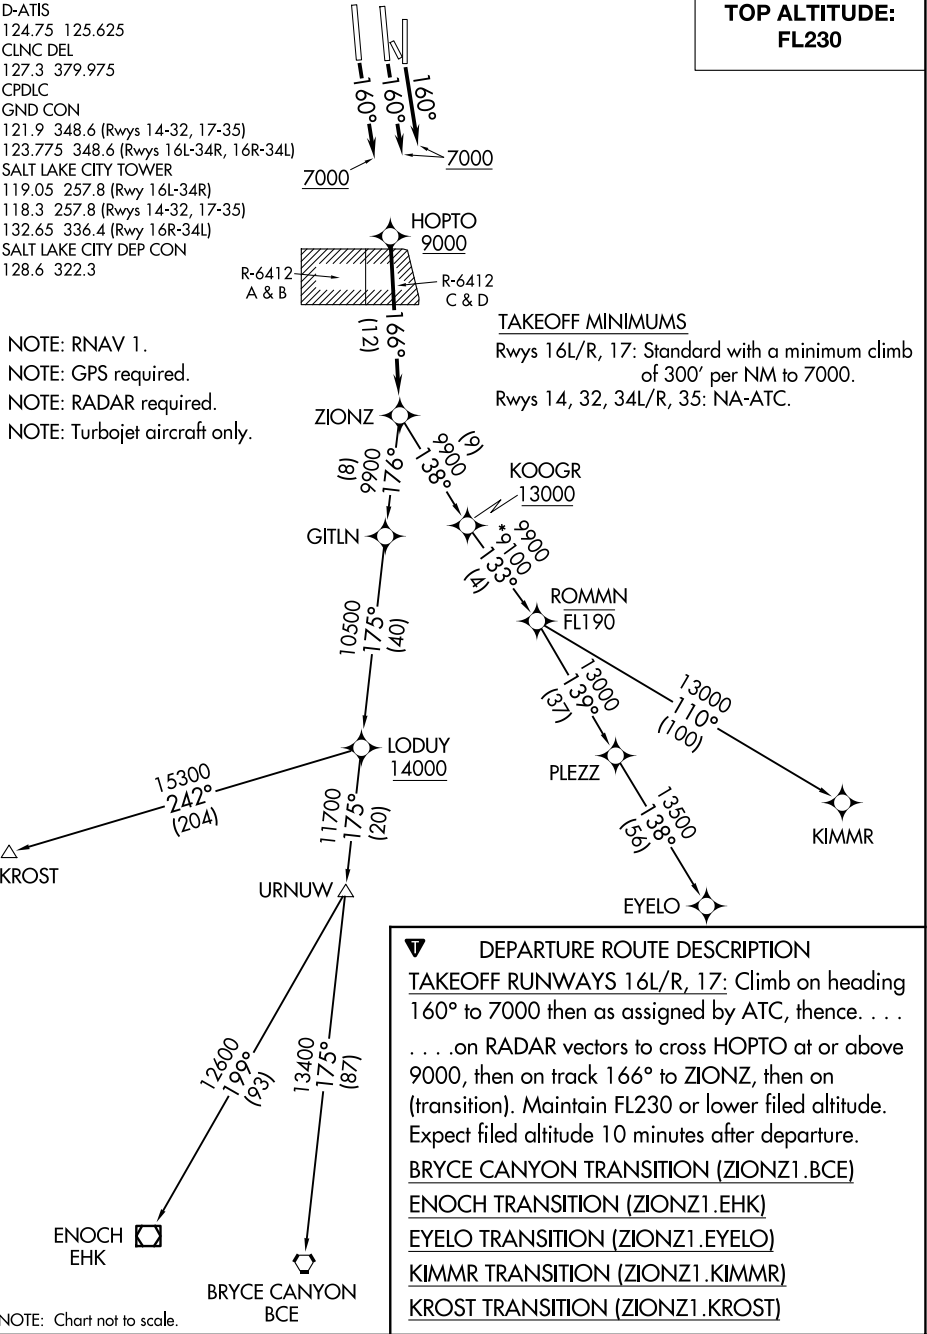 D-ATIS
124.75 125.625
CLNC DEL
127.3 379.975
CPDLC
GND CON
121.9 348.6 (Rwys 14-32, 17-35)
123.775 348.6 (Rwys 16L-34R, 16R-34L)
SALT LAKE CITY TOWER
119.05 257.8 (Rwy 16L-34R)
118.3 257.8 (Rwys 14-32, 17-35)
132.65 336.4 (Rwy 16R-34L)
SALT LAKE CITY DEP CON
128.6 322.3
TOP ALTITUDE:
FL230
160°
160°
160°
7000
7000
HOPTO
9000
R-6412
A & B
R-6412
C & D
166°
(12)
NOTE: RNAV 1.
NOTE: GPS required.
NOTE: RADAR required.
NOTE: Turbojet aircraft only.
TAKEOFF MINIMUMS
Rwys 16L/R, 17: Standard with a minimum climb
of 300' per NM to 7000.
Rwys 14, 32, 34L/R, 35: NA-ATC.
ZIONZ
9900
176°
(8)
(9)
9900
138°
KOOGR
13000
GITLN
9900
*9100
133°
(4)
ROMMN
FL190
10500
175°
(40)
13000
139°
(37)
13000
110°
(100)
LODUY
14000
PLEZZ
15300
242°
(204)
11700
175°
(20)
13500
138°
(56)
KIMMR
KROST
URNUW
EYELO
12600
199°
(93)
13400
175°
(87)
ENOCH
EHK
BRYCE CANYON
BCE
NOTE: Chart not to scale.
T DEPARTURE ROUTE DESCRIPTION
TAKEOFF RUNWAYS 16L/R, 17: Climb on heading
160° to 7000 then as assigned by ATC, thence. . . .
. . . .on RADAR vectors to cross HOPTO at or above
9000, then on track 166° to ZIONZ, then on
(transition). Maintain FL230 or lower filed altitude.
Expect filed altitude 10 minutes after departure.
BRYCE CANYON TRANSITION (ZIONZ1.BCE)
ENOCH TRANSITION (ZIONZ1.EHK)
EYELO TRANSITION (ZIONZ1.EYELO)
KIMMR TRANSITION (ZIONZ1.KIMMR)
KROST TRANSITION (ZIONZ1.KROST)